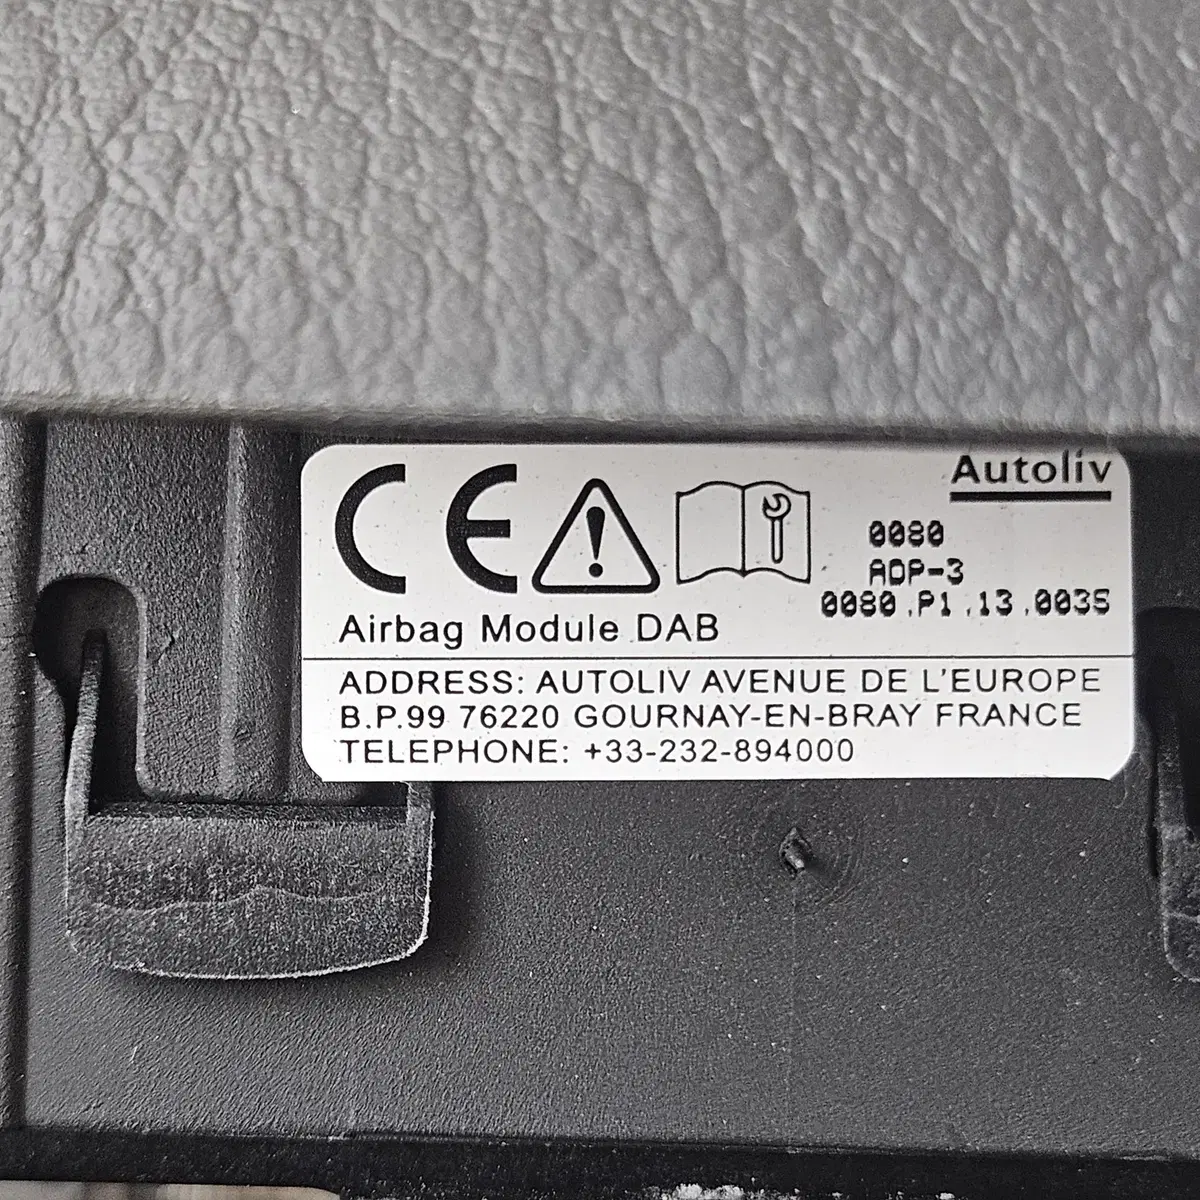 CE
Autoliv
0080
ADP-3
0080.P1.13.0035
Airbag Module DAB
ADDRESS: AUTOLIV AVENUE DE L'EUROPE
B.P.99 76220 GOURNAY-EN-BRAY FRANCE
TELEPHONE: +33-232-894000